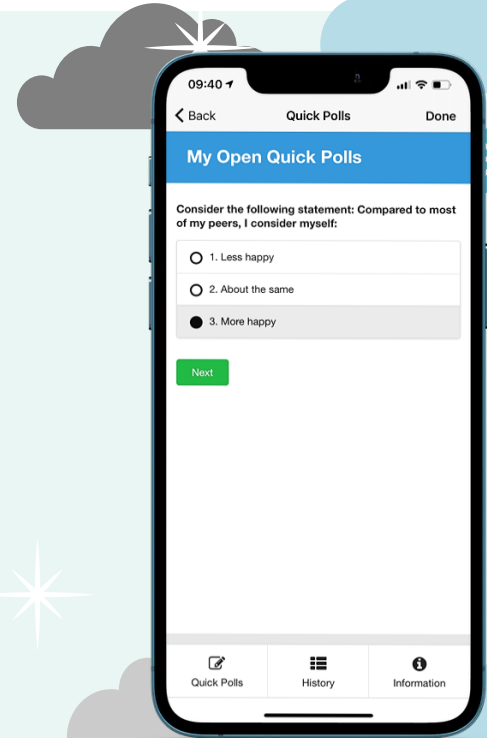 09:40
Back
Quick Polls
Done
My Open Quick Polls
Consider the following statement: Compared to most
of my peers, I consider myself:
1. Less happy
2. About the same
3. More happy
Next
Quick Polls
History
Information